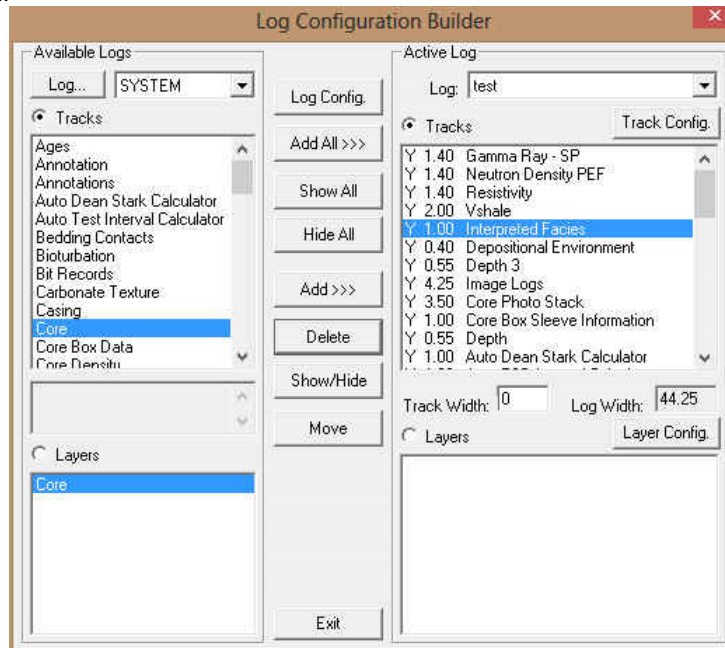 Log Configuration Builder
Available Logs
Log... SYSTEM
Tracks
Ages
Annotation
Annotations
Auto Dean Stark Calculator
Auto Test Interval Calculator
Bedding Contacts
Bioturbation
Bit Records
Carbonate Texture
Casing
Core
Core Box Data
Core Density
Layers
Core
Log Config.
Add All >>>
Show All
Hide All
Add >>>
Delete
Show/Hide
Move
Exit
Active Log
Log: test
Tracks Track Config.
Y 1.40 Gamma Ray - SP
Y 1.40 Neutron Density PEF
Y 1.40 Resistivity
Y 2.00 Vshale
Y 1.00 Interpreted Facies
Y 0.40 Depositional Environment
Y 0.55 Depth 3
Y 4.25 Image Logs
Y 3.50 Core Photo Stack
Y 1.00 Core Box Sleeve Information
Y 0.55 Depth
Y 1.00 Auto Dean Stark Calculator
Track Width: 0 Log Width: 44.25
Layers Layer Config.